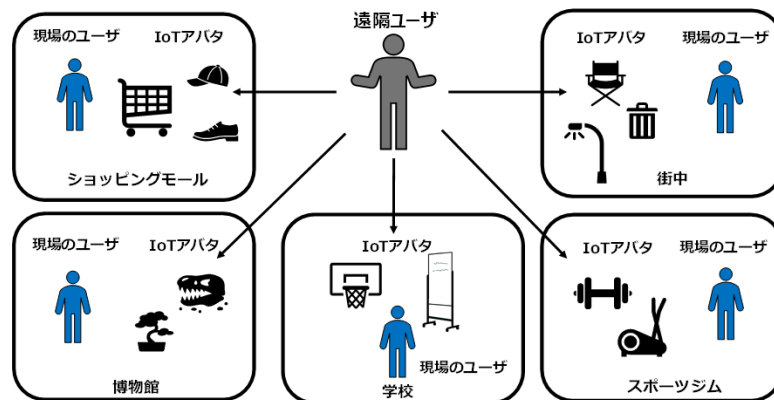 遠隔ユーザ
現場のユーザ
IoTアバタ
ショッピングモール
IoTアバタ
現場のユーザ
街中
現場のユーザ
IoTアバタ
博物館
IoTアバタ
現場のユーザ
学校
IoTアバタ
現場のユーザ
スポーツジム